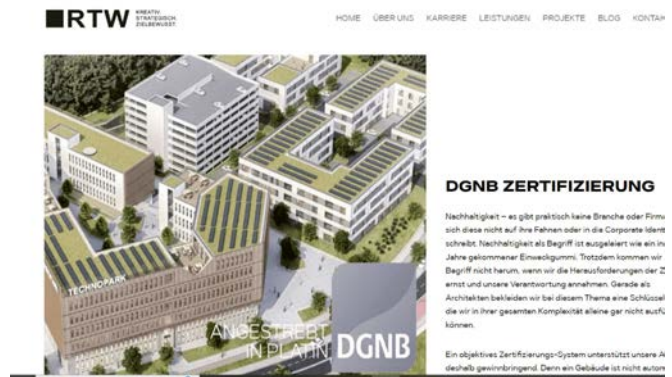 RTW KREATIV.
STRATEGISCH.
ZIELBEWUSST.
HOME ÜBER UNS KARRIERE LEISTUNGEN PROJEKTE BLOG
TECHNOPARK
ANGESTREBT
IN PLATIN
DGNB
DGNB ZERTIFIZIERUNG
Nachhaltigkeit – es gibt praktisch keine Branche oder Firma
sich diese nicht auf ihre Fahnen oder in die Corporate
schreibt. Nachhaltigkeit als Begriff ist ausgeleiert wie ein in
Jahre gekommener Einweckgummi. Trotzdem kommen wir
Begriff nicht herum, wenn wir die Herausforderungen der
ernst und unsere Verantwortung annehmen. Gerade als
Architekten bekleiden wir bei diesem Thema eine
die wir in ihrer gesamten Komplexität alleine gar nicht
können.
Ein objektives Zertifizierungs-System unterstützt unsere
deshalb gewinnbringend. Denn ein Gebäude ist nicht